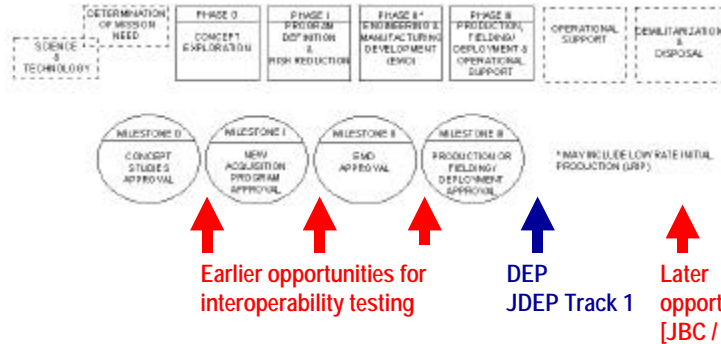 SCIENCE
&
TECHNOLOGY
DETERMINATION
OF MISSION
NEED
PHASE 0
CONCEPT
EXPLORATION
PHASE I
PROGRAM
DEFINITION
&
RISK REDUCTION
PHASE II*
ENGINEERING &
MANUFACTURING
DEVELOPMENT
(EMD)
PHASE III
PRODUCTION,
FIELDING/
DEPLOYMENT &
OPERATIONAL
SUPPORT
OPERATIONAL
SUPPORT
DEMILITARIZATION
&
DISPOSAL
MILESTONE 0
CONCEPT
STUDIES
APPROVAL
MILESTONE I
NEW
ACQUISITION
PROGRAM
APPROVAL
MILESTONE II
EMD
APPROVAL
MILESTONE III
PRODUCTION OR
FIELDING/
DEPLOYMENT
APPROVAL
* MAY INCLUDE LOW RATE INITIAL
PRODUCTION (LRIP)
Earlier opportunities for
interoperability testing
DEP
JDEP Track 1
Later
opport
[JBC /